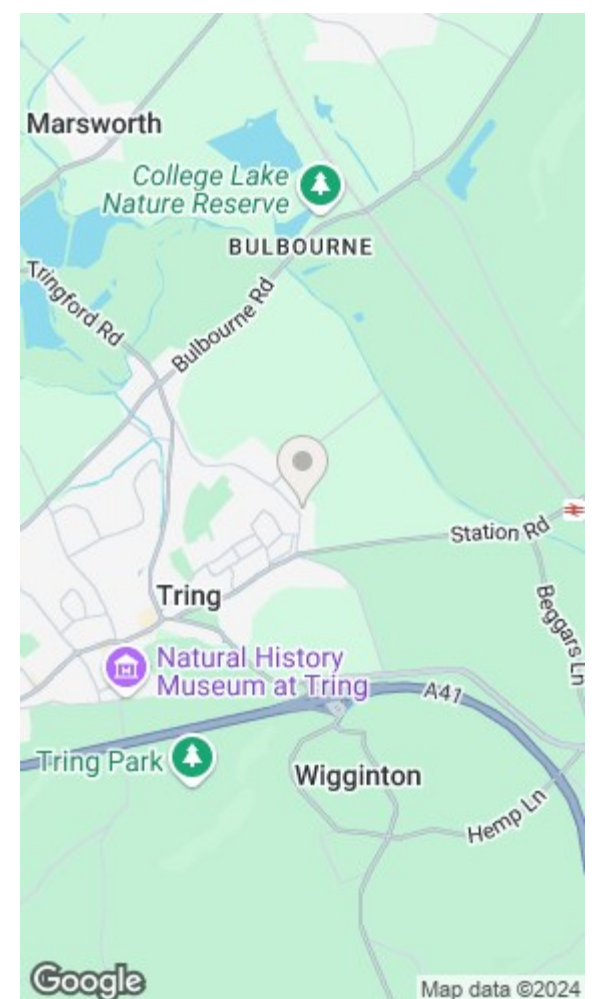 Marsworth
College Lake
Nature Reserve
BULBOURNE
Tringford Rd
Bulbourne Rd
Station Rd
Tring
Beggars Ln
Natural History
Museum at Tring
A41
Tring Park
Wigginton
Hemp Ln
Google
Map data ©2024